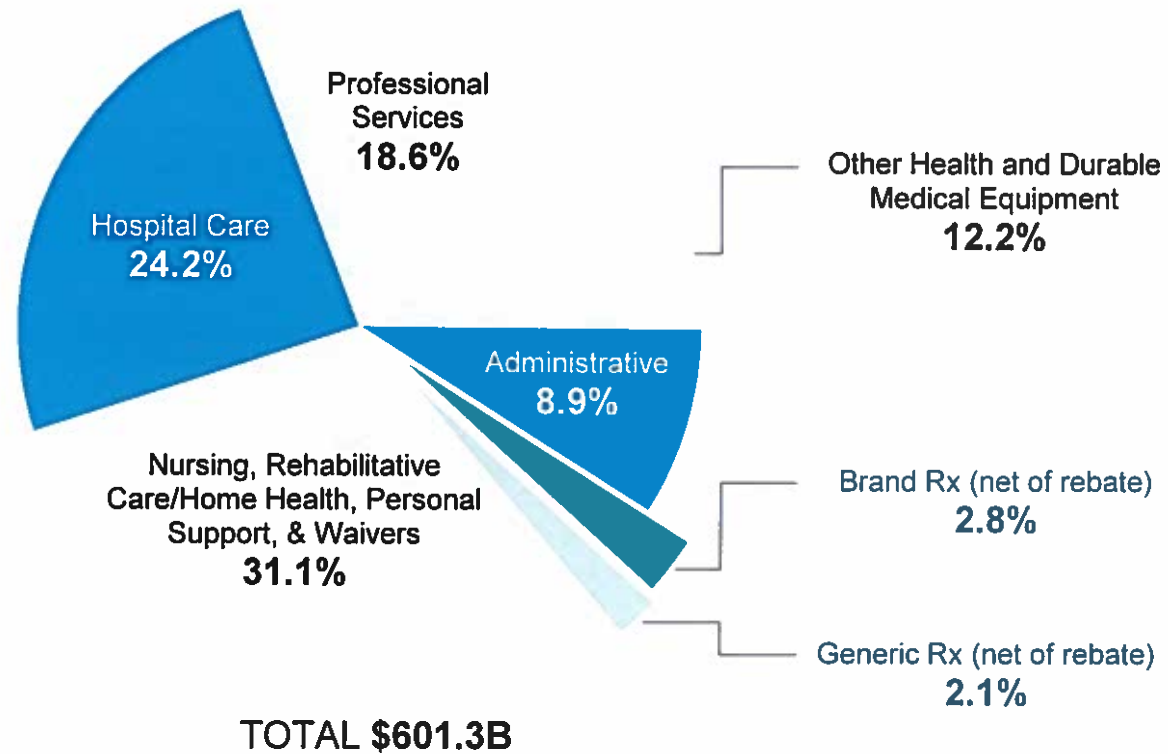 Professional
Services
18.6%
Other Health and Durable
Medical Equipment
12.2%
Hospital Care
24.2%
Administrative
8.9%
Nursing, Rehabilitative
Care/Home Health, Personal
Support, & Waivers
31.1%
Brand Rx (net of rebate)
2.8%
Generic Rx (net of rebate)
2.1%
TOTAL $601.3B